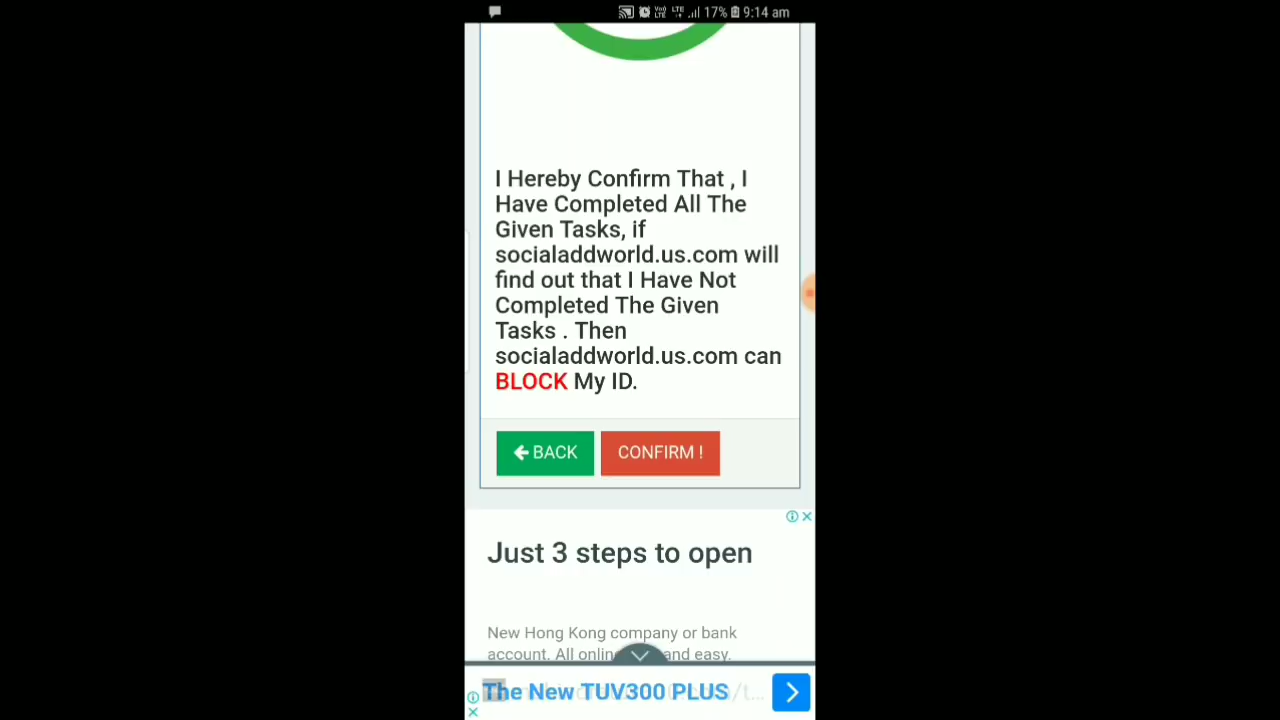 17% 9:14 am
I Hereby Confirm That , I
Have Completed All The
Given Tasks, if
socialaddworld.us.com will
find out that I Have Not
Completed The Given
Tasks . Then
socialaddworld.us.com can
BLOCK My ID.
BACK CONFIRM !
Just 3 steps to open
New Hong Kong company or bank
account. All and easy.
The New TUV300 PLUS